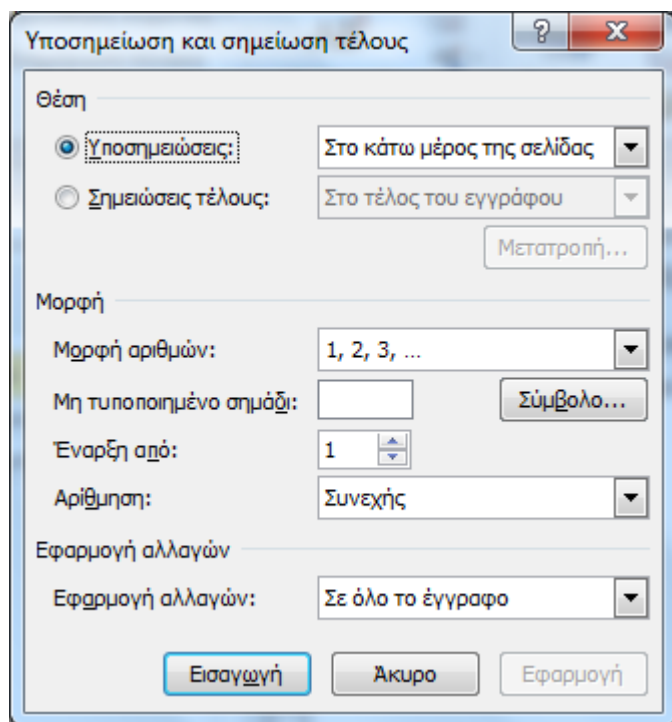 Υποσημείωση και σημείωση τέλους
Θέση
Υποσημειώσεις: Στο κάτω μέρος της σελίδας
Σημειώσεις τέλους: Στο τέλος του εγγράφου
Μετατροπή...
Μορφή
Μορφή αριθμών: 1, 2, 3, ...
Μη τυποποιημένο σημάδι: Σύμβολο...
Έναρξη από: 1
Αρίθμηση: Συνεχής
Εφαρμογή αλλαγών
Εφαρμογή αλλαγών: Σε όλο το έγγραφο
Εισαγωγή Άκυρο Εφαρμογή